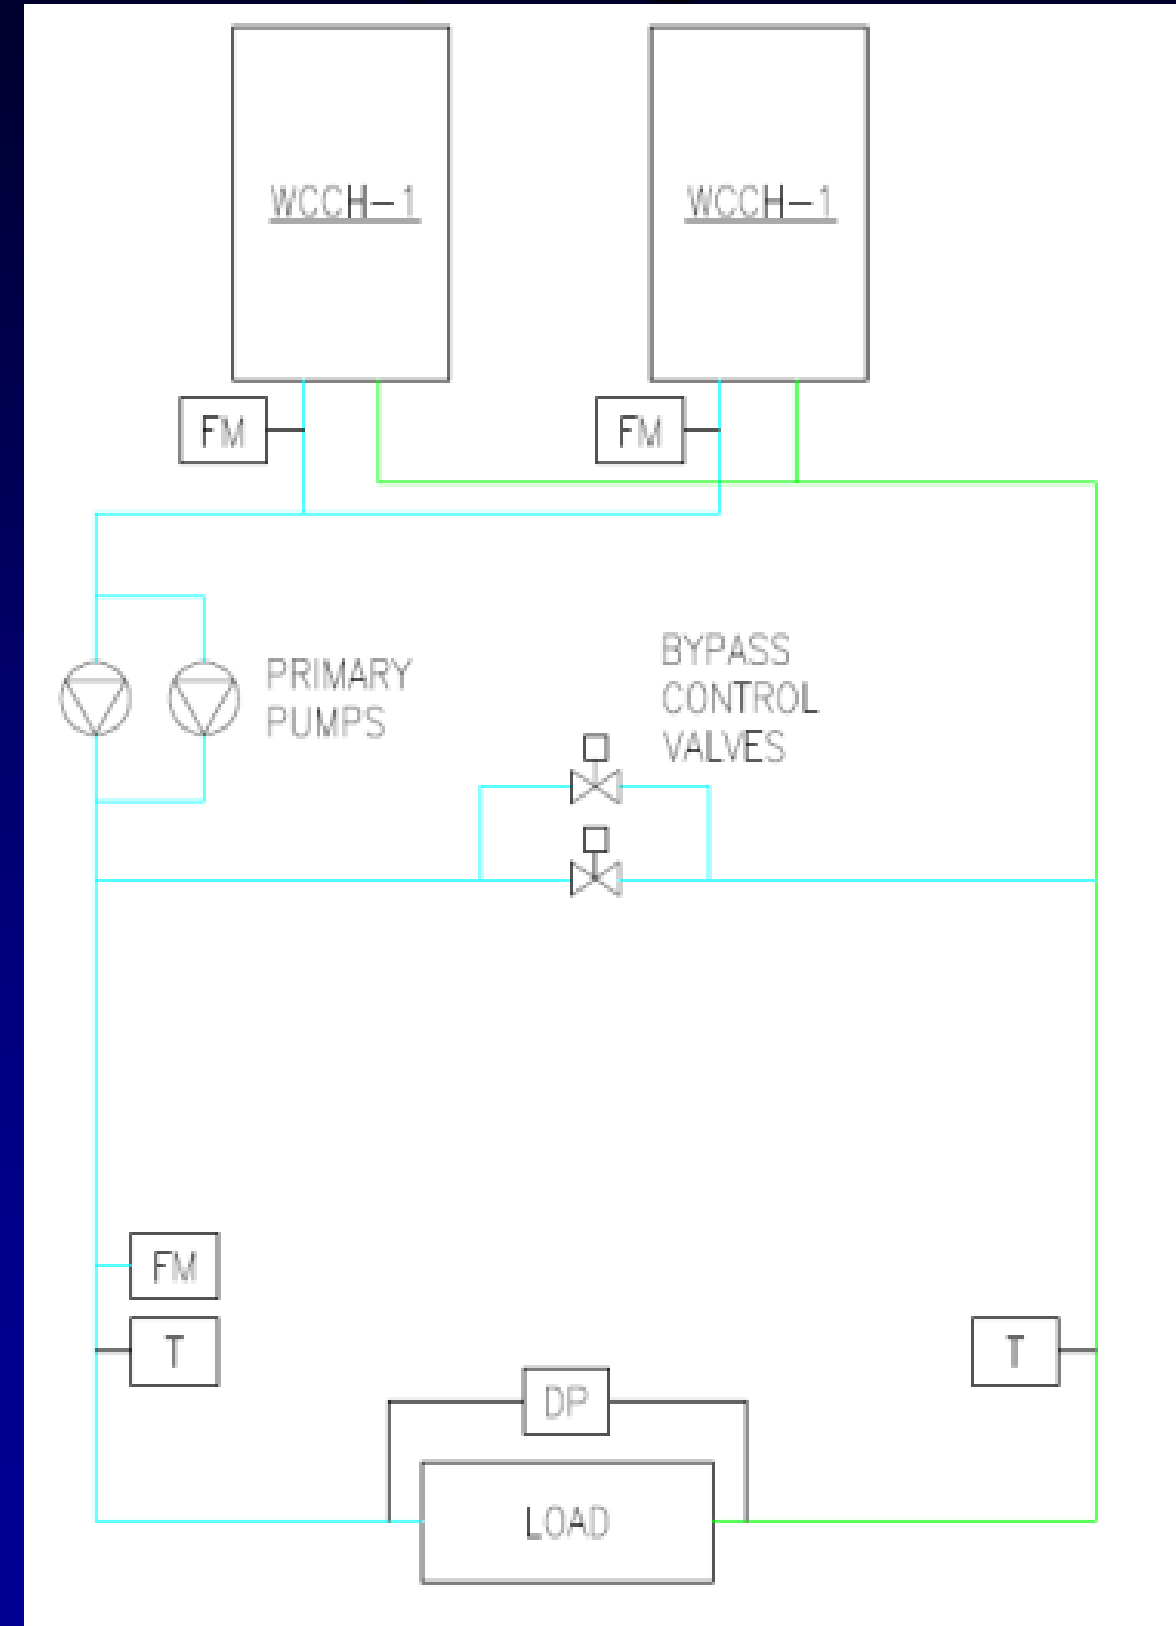 WCCH-1
WCCH-1
FM
FM
PRIMARY
PUMPS
BYPASS
CONTROL
VALVES
FM
T
T
DP
LOAD